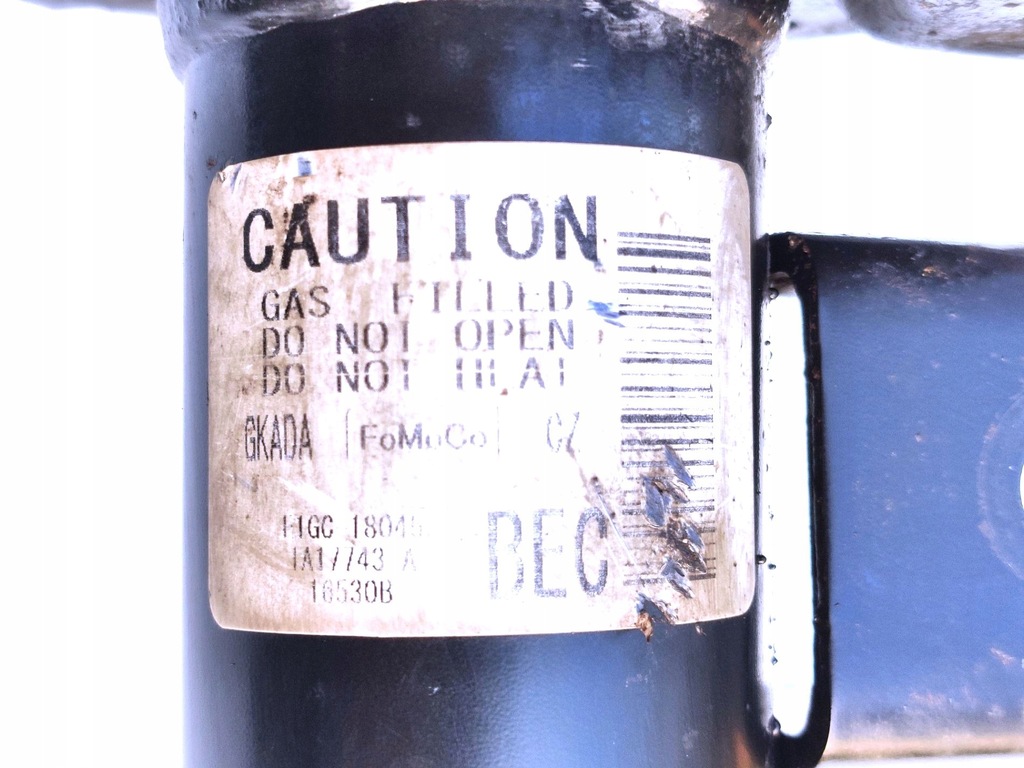 CAUTION
GAS FILLED
DO NOT OPEN
DO NOT HEAT
GKADA FoMoCo CZ
BEC
16530B